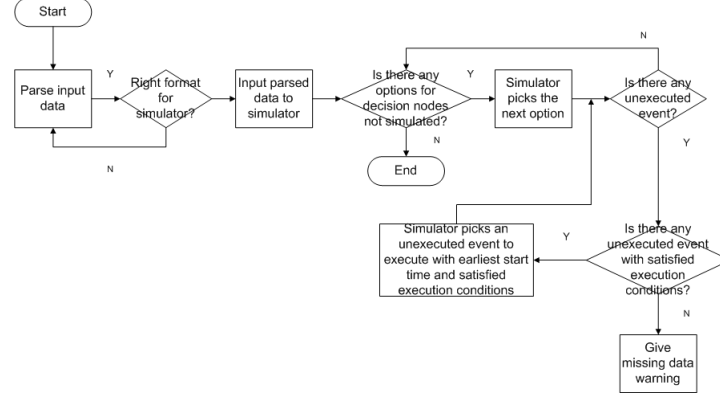 Start
Parse input
data
Y
Right format
for
simulator?
N
Input parsed
data to
simulator
Is there any
options for
decision nodes
not simulated?
Y
N
End
Simulator
picks the
next option
N
Is there any
unexecuted
event?
Y
Is there any
unexecuted event
with satisfied
execution
conditions?
Y
Simulator picks an
unexecuted event to
execute with earliest start
time and satisfied
execution conditions
N
Give
missing data
warning